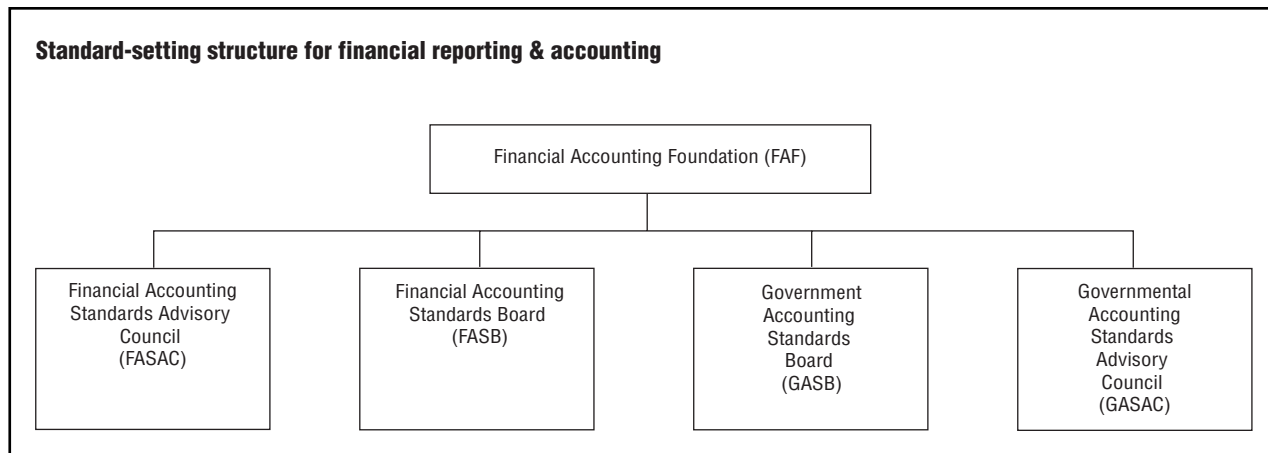 Standard-setting structure for financial reporting & accounting
Financial Accounting Foundation (FAF)
Financial Accounting
Standards Advisory
Council
(FASAC)
Financial Accounting
Standards Board
(FASB)
Government
Accounting
Standards
Board
(GASB)
Governmental
Accounting
Standards
Advisory
Council
(GASAC)